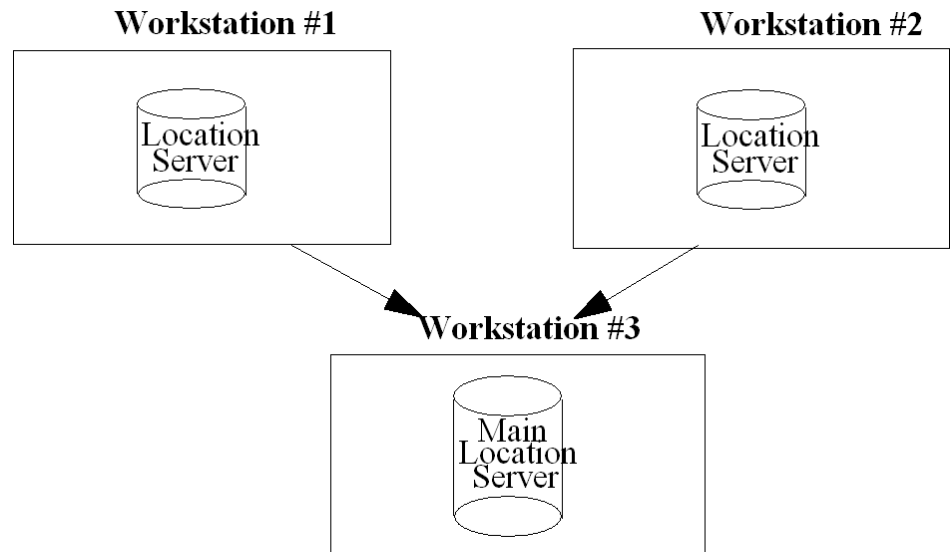 Workstation #1
Workstation #2
Location
Server
Location
Server
Workstation #3
Main
Location
Server